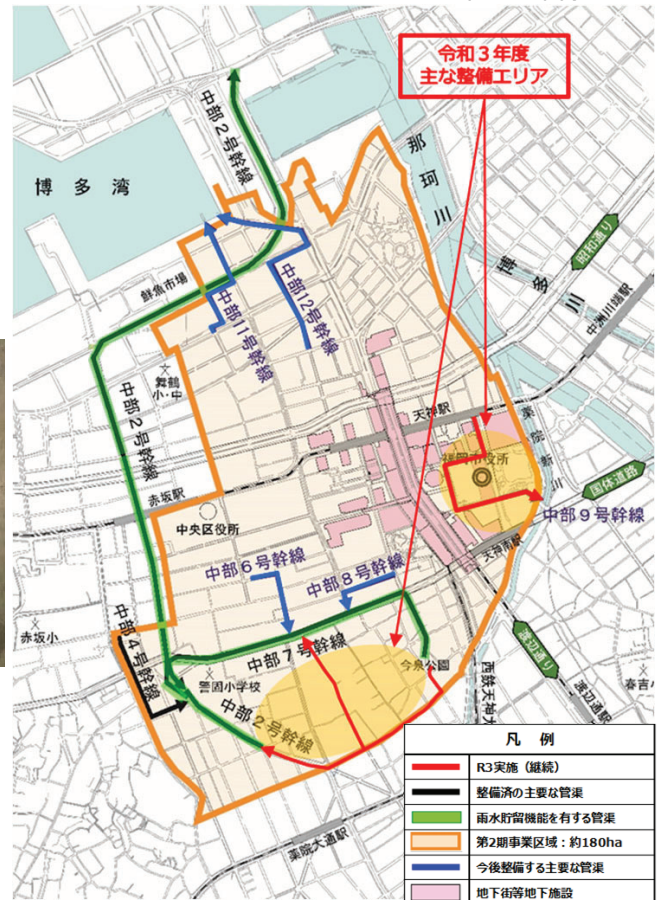 令和３年度
主な整備エリア
中部２号幹線
博多湾
那珂川
昭和通り
博多川
中洲川端駅
鮮魚市場
中部11号幹線
中部12号幹線
舞鶴
小・中
中部２号幹線
天神駅
薬院新川
福岡市役所
赤坂駅
国体道路
中部９号幹線
中央区役所
天神南駅
中部６号幹線
中部８号幹線
赤坂小
中部４号幹線
中部７号幹線
今泉公園
渡辺通り
警固小学校
中部２号幹線
西鉄天神大
渡辺通駅
春吉小
薬院大通駅
凡 例
R3実施（継続）
整備済の主要な管渠
雨水貯留機能を有する管渠
第2期事業区域：約180ha
今後整備する主要な管渠
地下街等地下施設